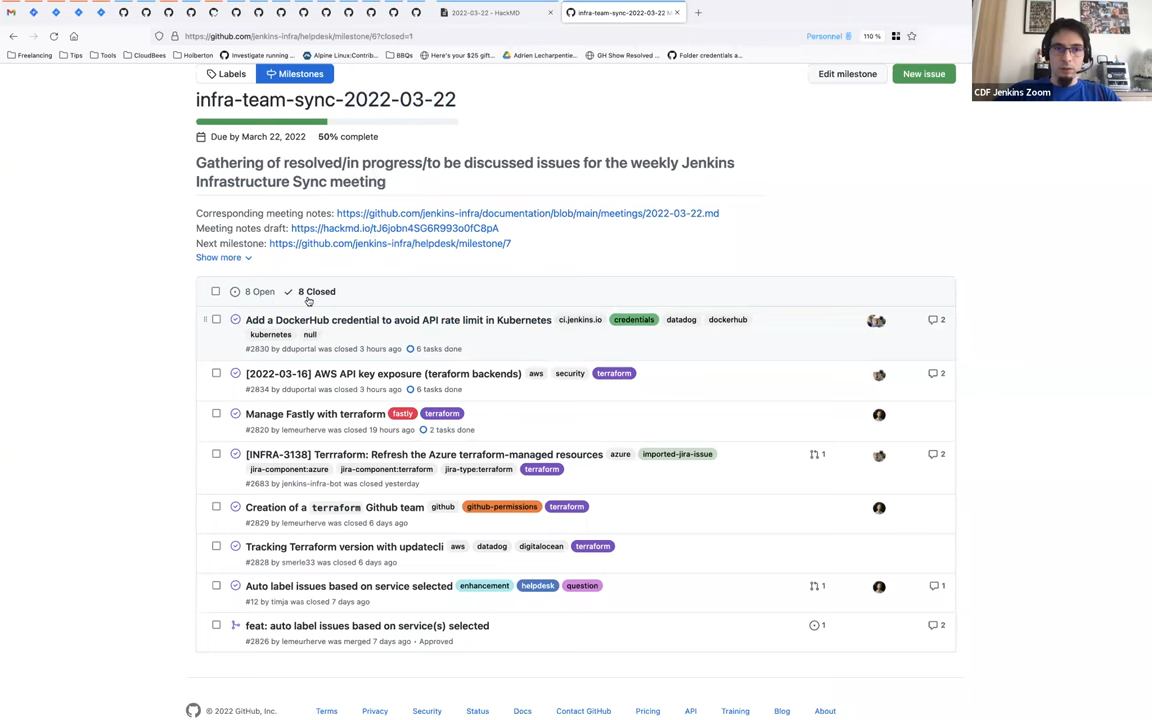 2022-03-22 - HackMD
infra-team-sync-2022-03-22
https://github.com/jenkins-infra/helpdesk/milestone/6?closed=1
Personnel
110 %
Freelancing
Tips
Tools
CloudBees
Holberton
Investigate running ...
Alpine Linux:Contrib...
BBQs
Here's your $25 gift...
Adrien Lecharpentie...
GH Show Resolved ...
Folder credentials a...
CDF Jenkins Zoom
Labels
Milestones
Edit milestone
New issue
infra-team-sync-2022-03-22
Due by March 22, 2022 50% complete
Gathering of resolved/in progress/to be discussed issues for the weekly Jenkins
Infrastructure Sync meeting
Corresponding meeting notes: https://github.com/jenkins-infra/documentation/blob/main/meetings/2022-03-22.md
Meeting notes draft: https://hackmd.io/tJ6jobn4SG6R993o0fC8pA
Next milestone: https://github.com/jenkins-infra/helpdesk/milestone/7
Show more
8 Open 8 Closed
Add a DockerHub credential to avoid API rate limit in Kubernetes ci.jenkins.io credentials datadog dockerhub 2
kubernetes null
#2830 by dduportal was closed 3 hours ago 6 tasks done
[2022-03-16] AWS API key exposure (teraform backends) aws security terraform 2
#2834 by dduportal was closed 3 hours ago 6 tasks done
Manage Fastly with terraform fastly terraform
#2820 by lemeurherve was closed 19 hours ago 2 tasks done
[INFRA-3138] Terrraform: Refresh the Azure terraform-managed resources azure imported-jira-issue 1 2
jira-component:azure jira-component:terraform jira-type:terraform terraform
#2683 by jenkins-infra-bot was closed yesterday
Creation of a terraform Github team github github-permissions terraform
#2829 by lemeurherve was closed 6 days ago
Tracking Terraform version with updatecli aws datadog digitalocean terraform
#2828 by smerle33 was closed 6 days ago
Auto label issues based on service selected enhancement helpdesk question 1 1
#12 by timja was closed 7 days ago
feat: auto label issues based on service(s) selected 1 2
#2826 by lemeurherve was merged 7 days ago • Approved
© 2022 GitHub, Inc.
Terms
Privacy
Security
Status
Docs
Contact GitHub
Pricing
API
Training
Blog
About